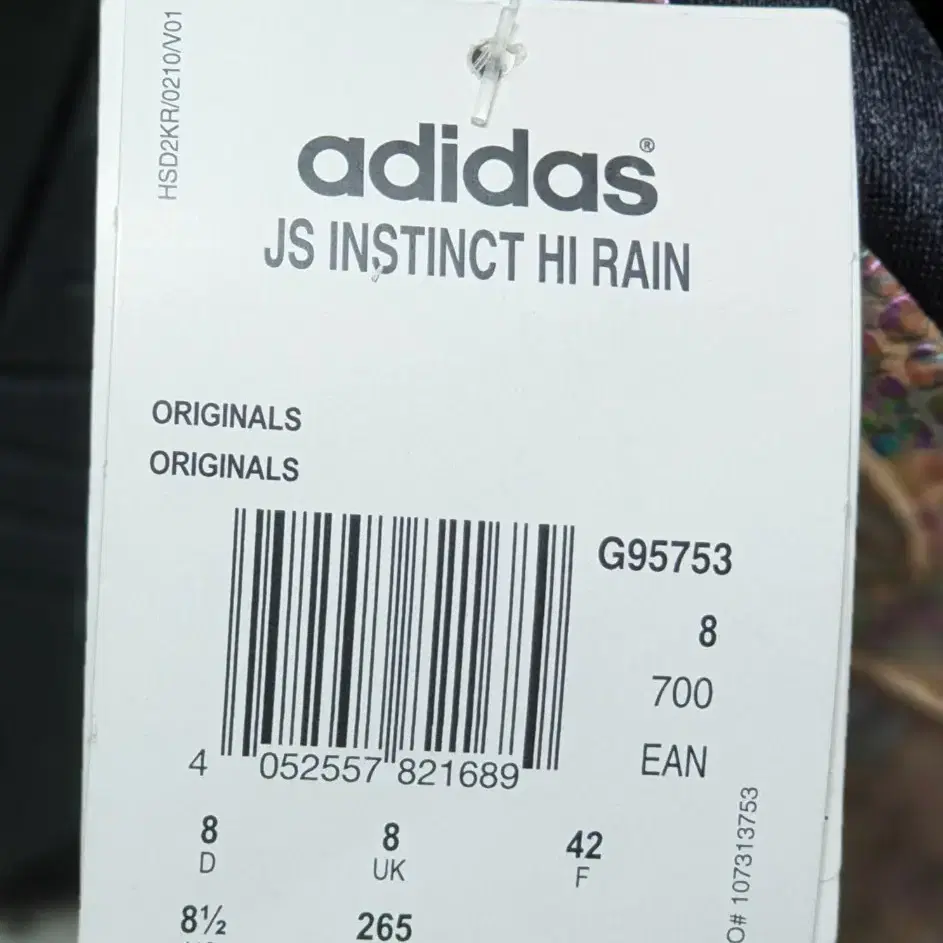 HSD2KR/0210/V01
adidas®
JS INSTINCT HI RAIN
ORIGINALS
ORIGINALS
G95753
8
700
EAN
4 052557 821689
8 8 42
D UK F
8½ 265
O# 107313753